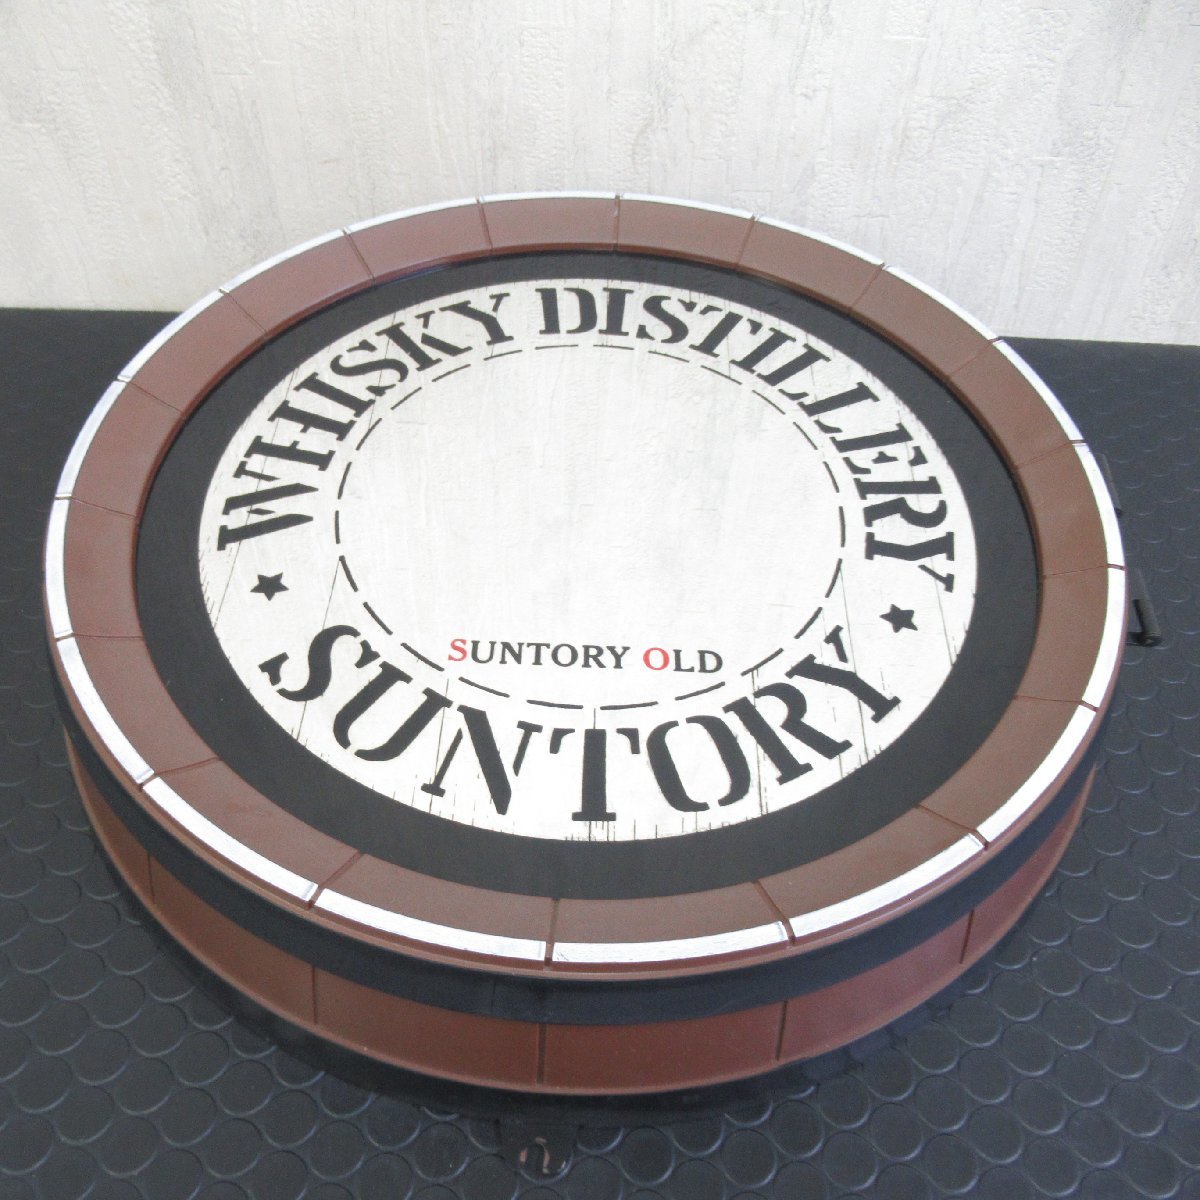 WHISKY DISTILLERY
SUNTORY OLD
★ SUNTORY ★